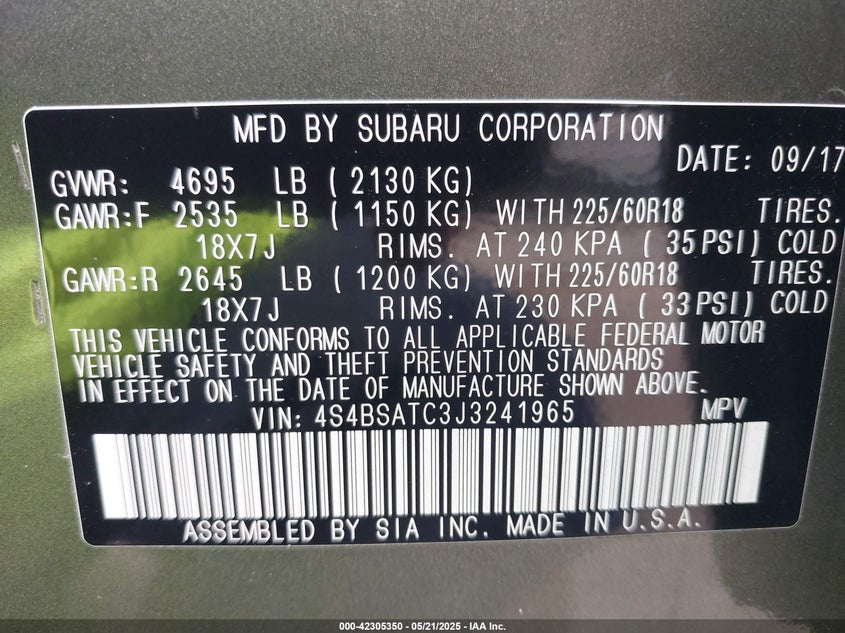 MFD BY SUBARU CORPORATION
DATE: 09/17
GVWR: 4695 LB ( 2130 KG)
GAWR:F 2535 LB ( 1150 KG) WITH 225/60R18 TIRES.
18X7J RIMS. AT 240 KPA ( 35 PSI) COLD
GAWR:R 2645 LB ( 1200 KG) WITH 225/60R18 TIRES.
18X7J RIMS. AT 230 KPA ( 33 PSI) COLD
THIS VEHICLE CONFORMS TO ALL APPLICABLE FEDERAL MOTOR
VEHICLE SAFETY AND THEFT PREVENTION STANDARDS
IN EFFECT ON THE DATE OF MANUFACTURE SHOWN ABOVE.
VIN: 4S4BSATC3J3241965 MPV
ASSEMBLED BY SIA INC. MADE IN U.S.A.
000-42305350 - 05/21/2025 - IAA Inc.